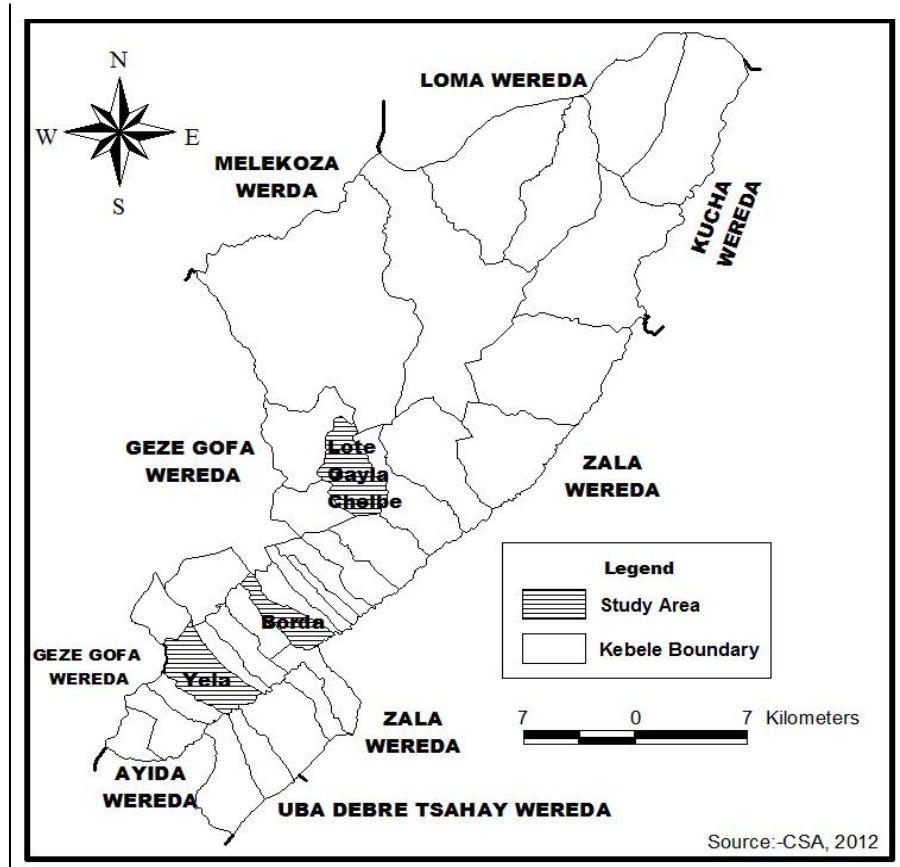 N
W
E
S
LOMA WEREDA
MELEKOZA
WERDA
KUCHA
WEREDA
GEZE GOFA
WEREDA
Lote
Gayla
Chelbe
ZALA
WEREDA
Legend
Study Area
Kebele Boundary
Borda
GEZE GOFA
WEREDA
Yela
7 0 7 Kilometers
ZALA
WEREDA
AYIDA
WEREDA
UBA DEBRE TSAHAY WEREDA
Source:-CSA, 2012